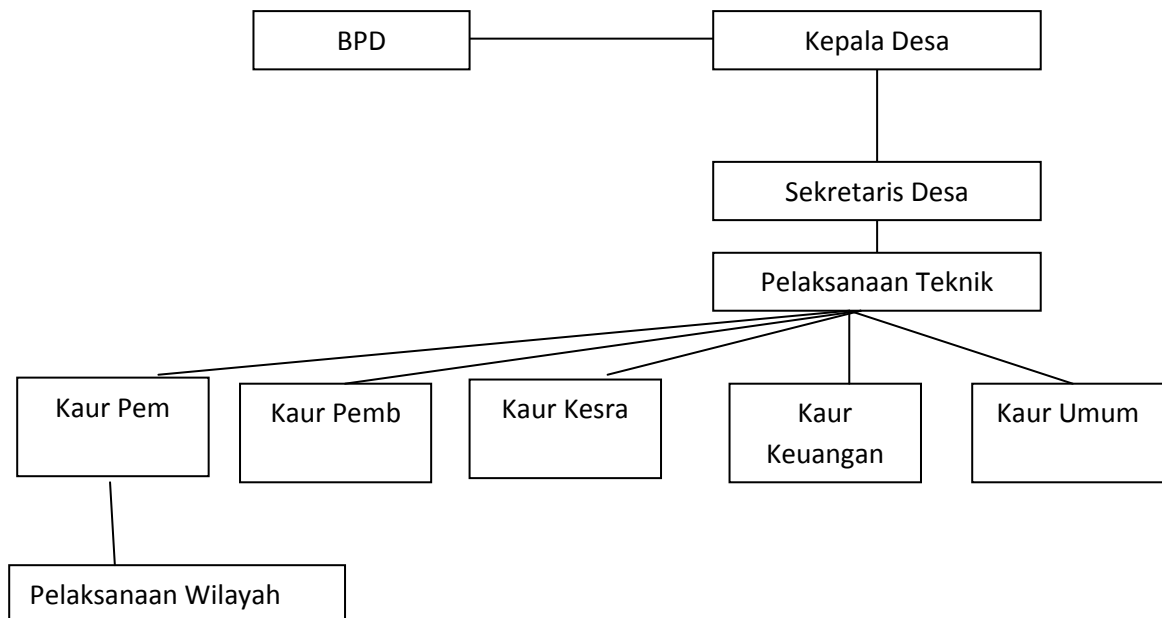 BPD
Kepala Desa
Sekretaris Desa
Pelaksanaan Teknik
Kaur Pem
Kaur Pemb
Kaur Kesra
Kaur
Keuangan
Kaur Umum
Pelaksanaan Wilayah